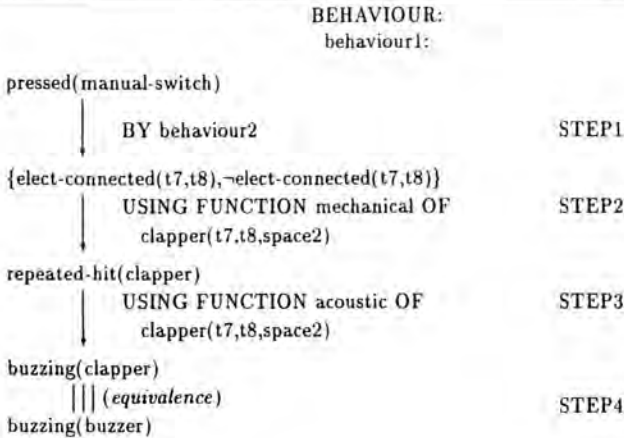 BEHAVIOUR:
behaviour1:
pressed(manual-switch)
BY behaviour2 STEP1
{elect-connected(t7,t8),¬elect-connected(t7,t8)}
USING FUNCTION mechanical OF STEP2
clapper(t7,t8,space2)
repeated-hit(clapper)
USING FUNCTION acoustic OF STEP3
clapper(t7,t8,space2)
buzzing(clapper)
||| (equivalence) STEP4
buzzing(buzzer)